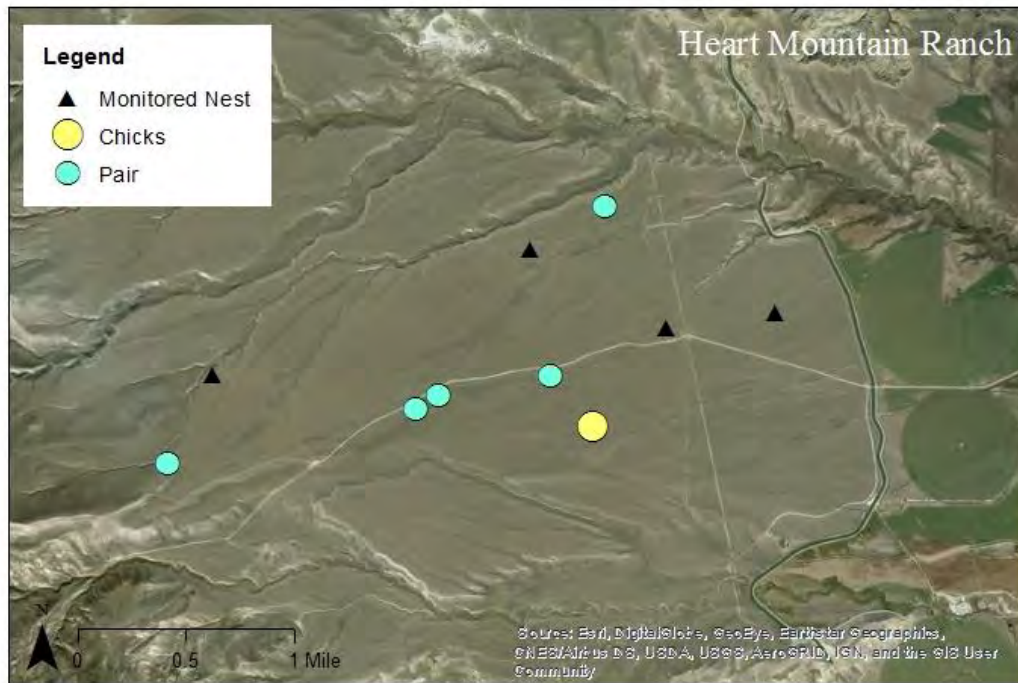 Heart Mountain Ranch
Legend
Monitored Nest
Chicks
Pair
N
0 0.5 1 Mile
Source: Esri, DigitalGlobe, GeoEye, Earthstar Geographics,
CNES/Airbus DS, USDA, USGS, AeroGRID, IGN, and the GIS User
Community